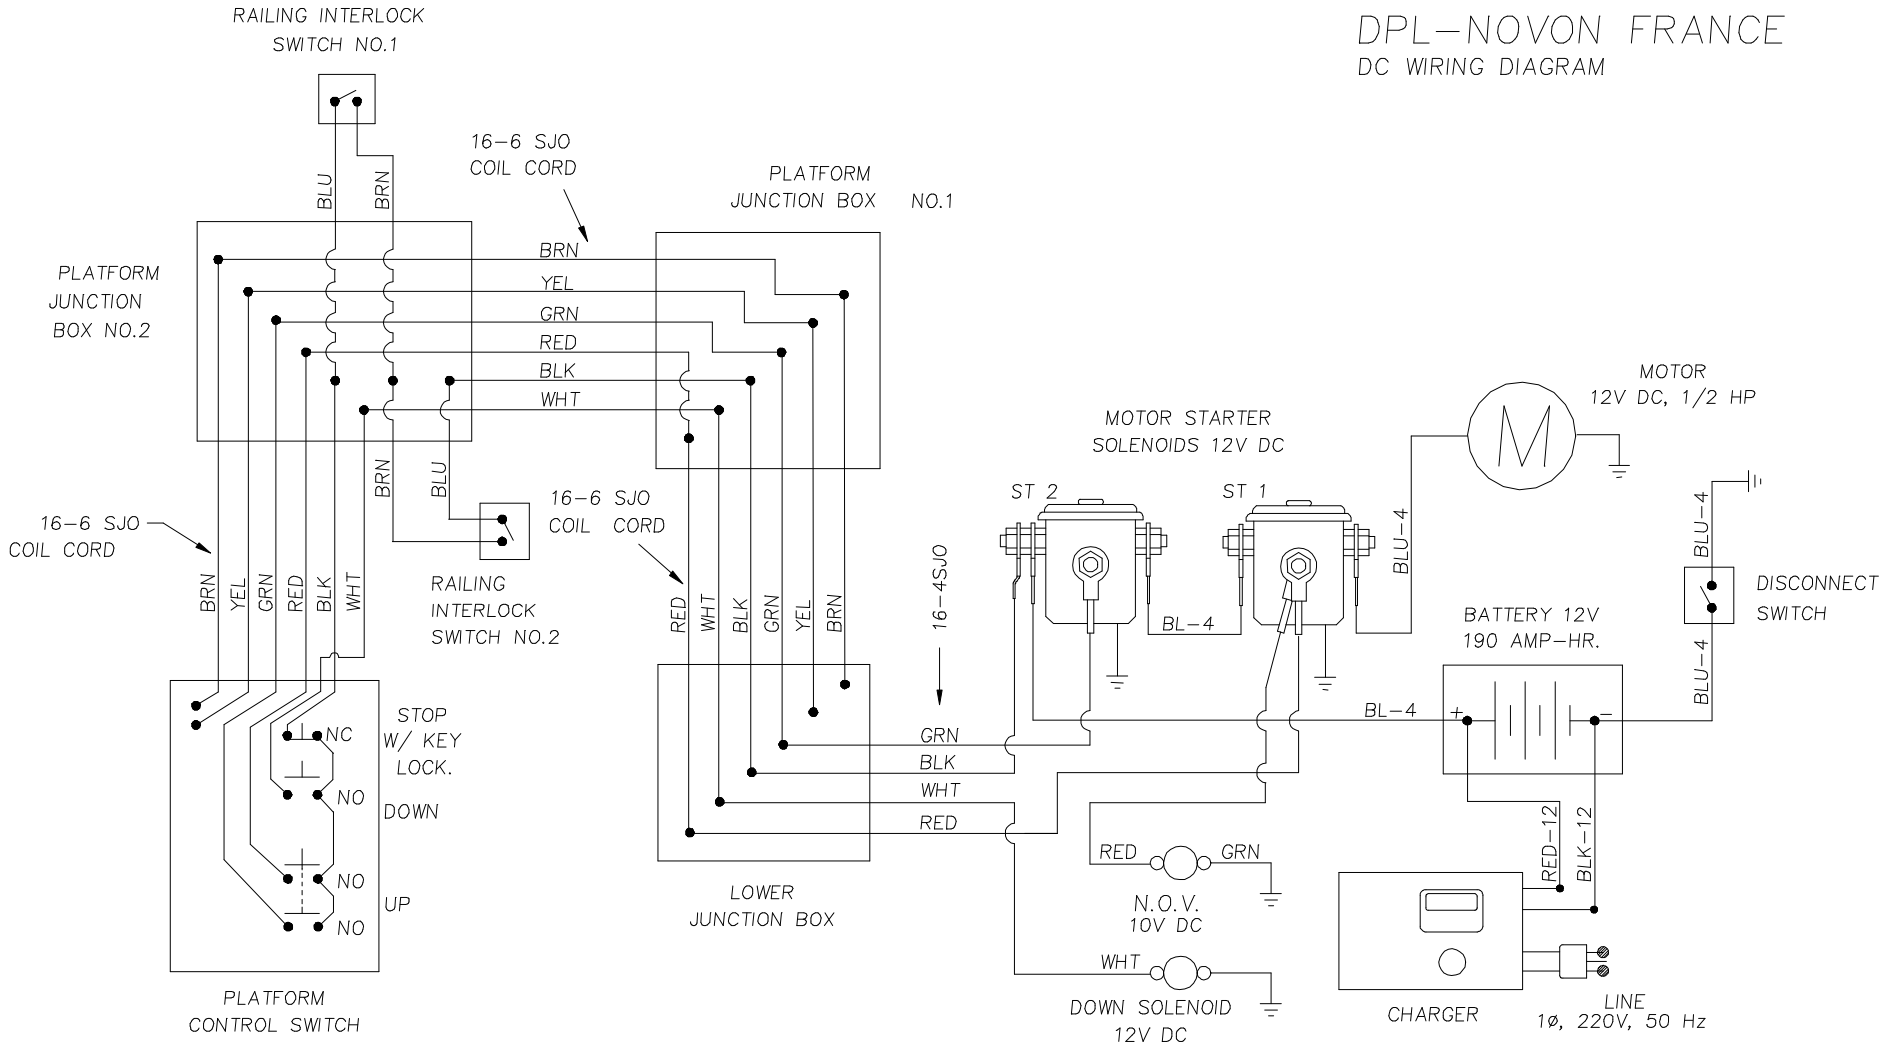 RAILING INTERLOCK
SWITCH NO.1
DPL-NOVON FRANCE
DC WIRING DIAGRAM
16-6 SJO
COIL CORD
PLATFORM
JUNCTION BOX NO.1
BLU
BRN
PLATFORM
JUNCTION
BOX NO.2
BRN
YEL
GRN
RED
BLK
WHT
BRN
BLU
16-6 SJO
COIL CORD
16-6 SJO
COIL CORD
BRN
YEL
GRN
RED
BLK
WHT
RAILING
INTERLOCK
SWITCH NO.2
RED
WHT
BLK
GRN
YEL
BRN
16-4SJO
MOTOR STARTER
SOLENOIDS 12V DC
ST 2
ST 1
MOTOR
12V DC, 1/2 HP
M
BLU-4
BLU-4
DISCONNECT
SWITCH
BLU-4
BATTERY 12V
190 AMP-HR.
BL-4
BL-4
+
-
STOP
W/ KEY
LOCK.
NC
NO
DOWN
NO
UP
NO
PLATFORM
CONTROL SWITCH
GRN
BLK
WHT
RED
LOWER
JUNCTION BOX
RED
GRN
N.O.V.
10V DC
WHT
DOWN SOLENOID
12V DC
RED-12
BLK-12
CHARGER
LINE
1ø, 220V, 50 Hz